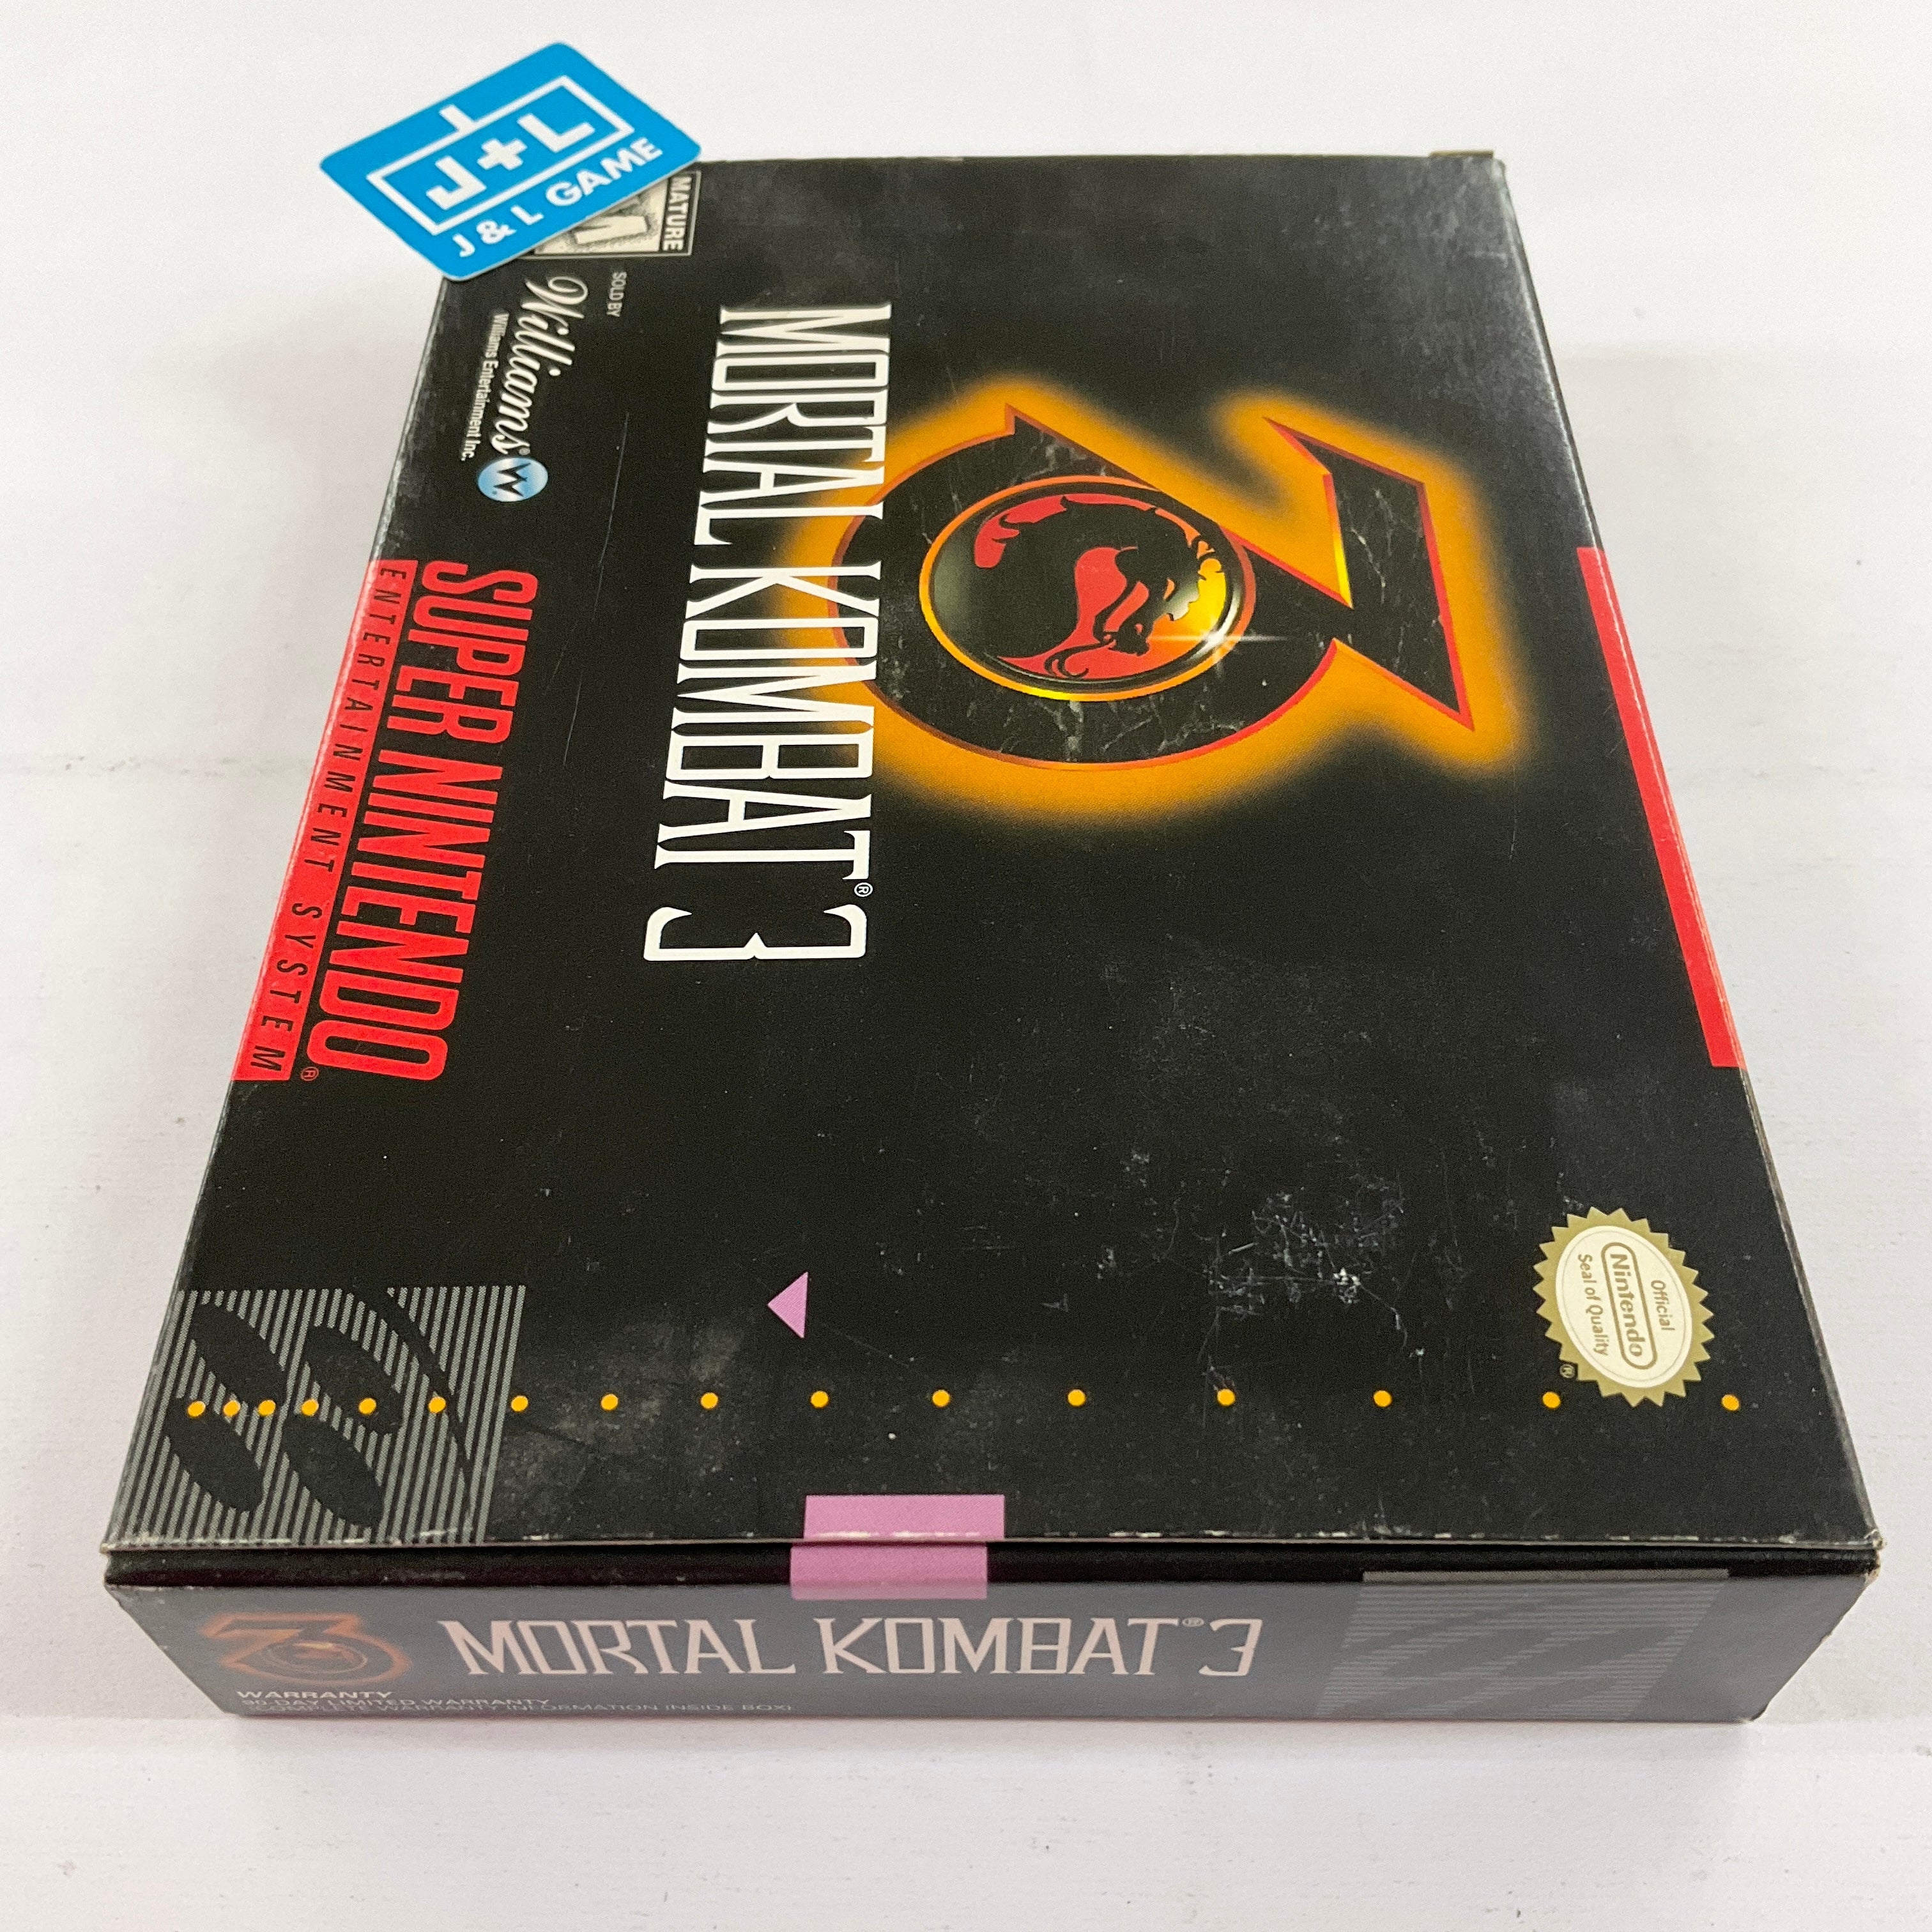 J+L
J & L GAME
MATURE
M
SOLD BY
Williams®
W
Williams Entertainment Inc.
MORTAL KOMBAT® 3
SUPER NINTENDO®
ENTERTAINMENT SYSTEM
Official
Nintendo
Seal of Quality
®
3 MORTAL KOMBAT® 3
WARRANTY
90-DAY LIMITED WARRANTY
(COMPLETE WARRANTY INFORMATION INSIDE BOX)